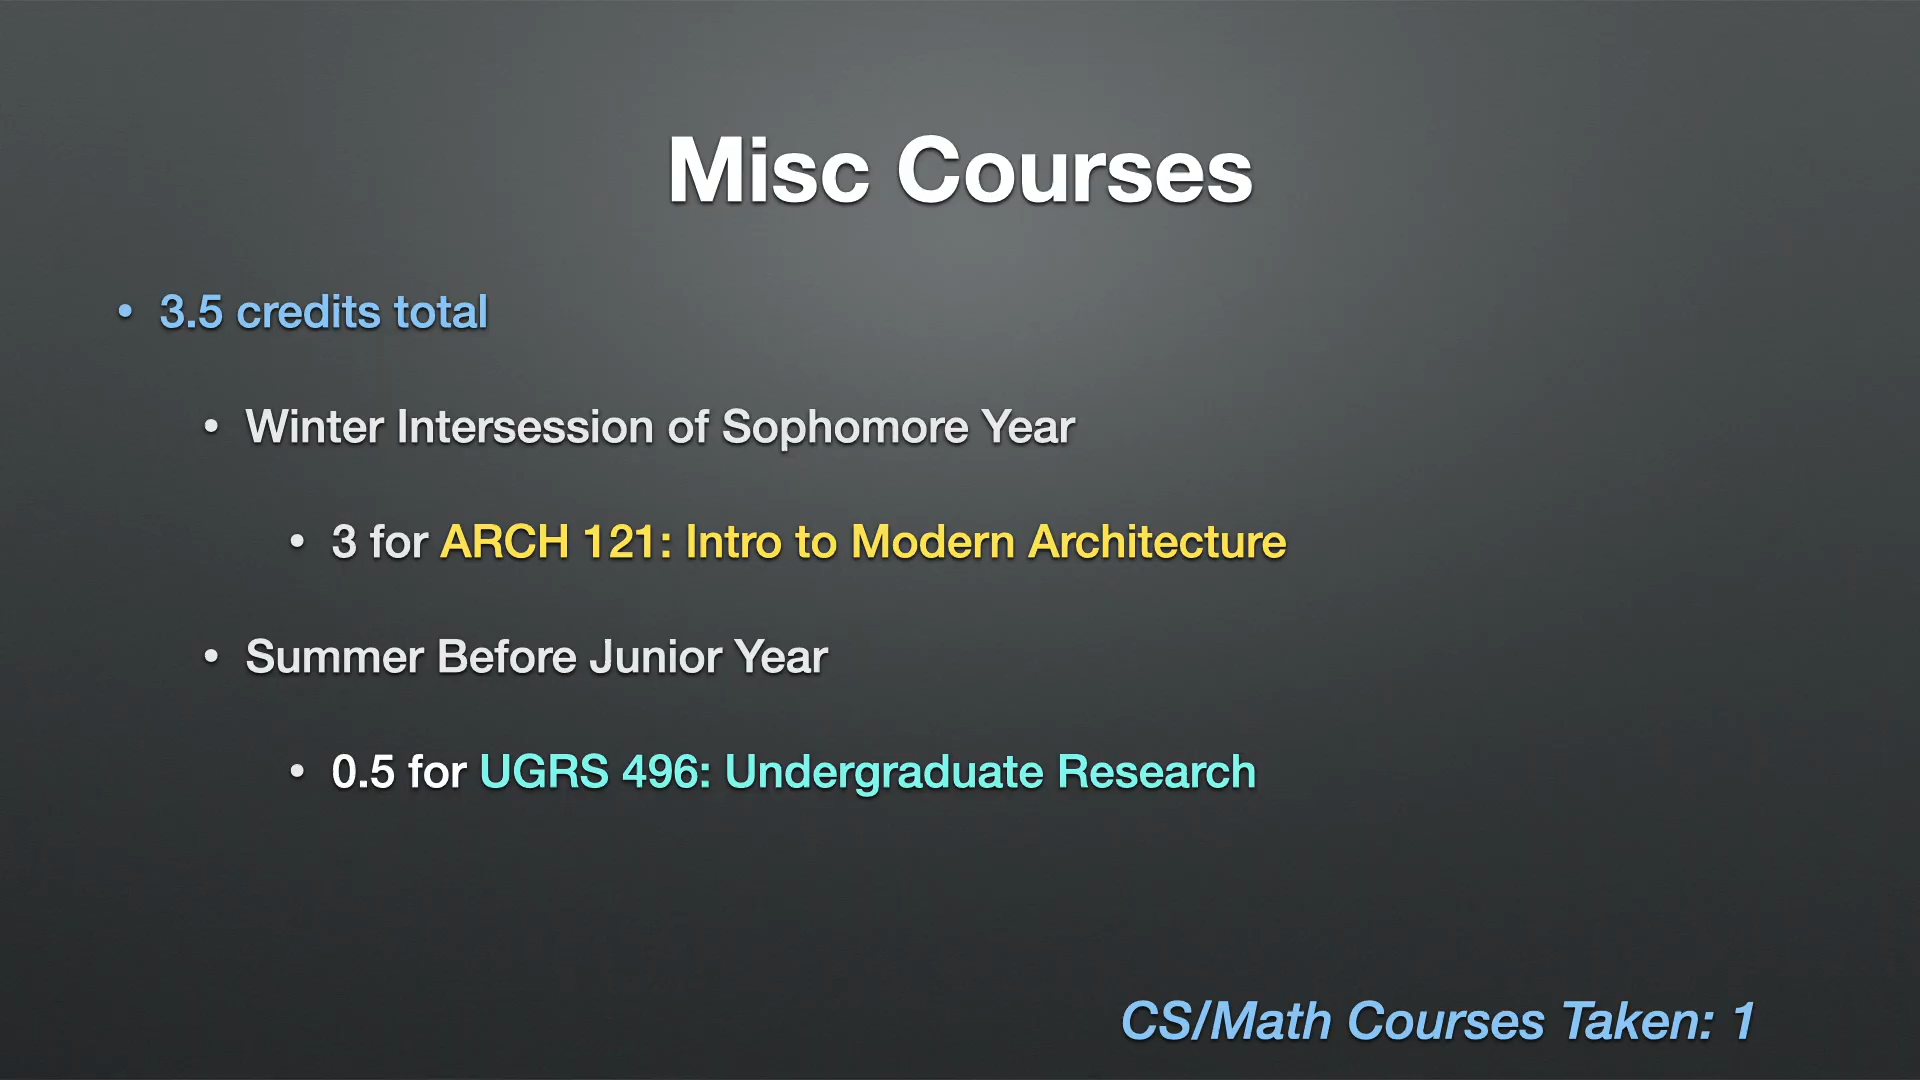 Misc Courses
• 3.5 credits total
• Winter Intersession of Sophomore Year
• 3 for ARCH 121: Intro to Modern Architecture
• Summer Before Junior Year
• 0.5 for UGRS 496: Undergraduate Research
CS/Math Courses Taken: 1